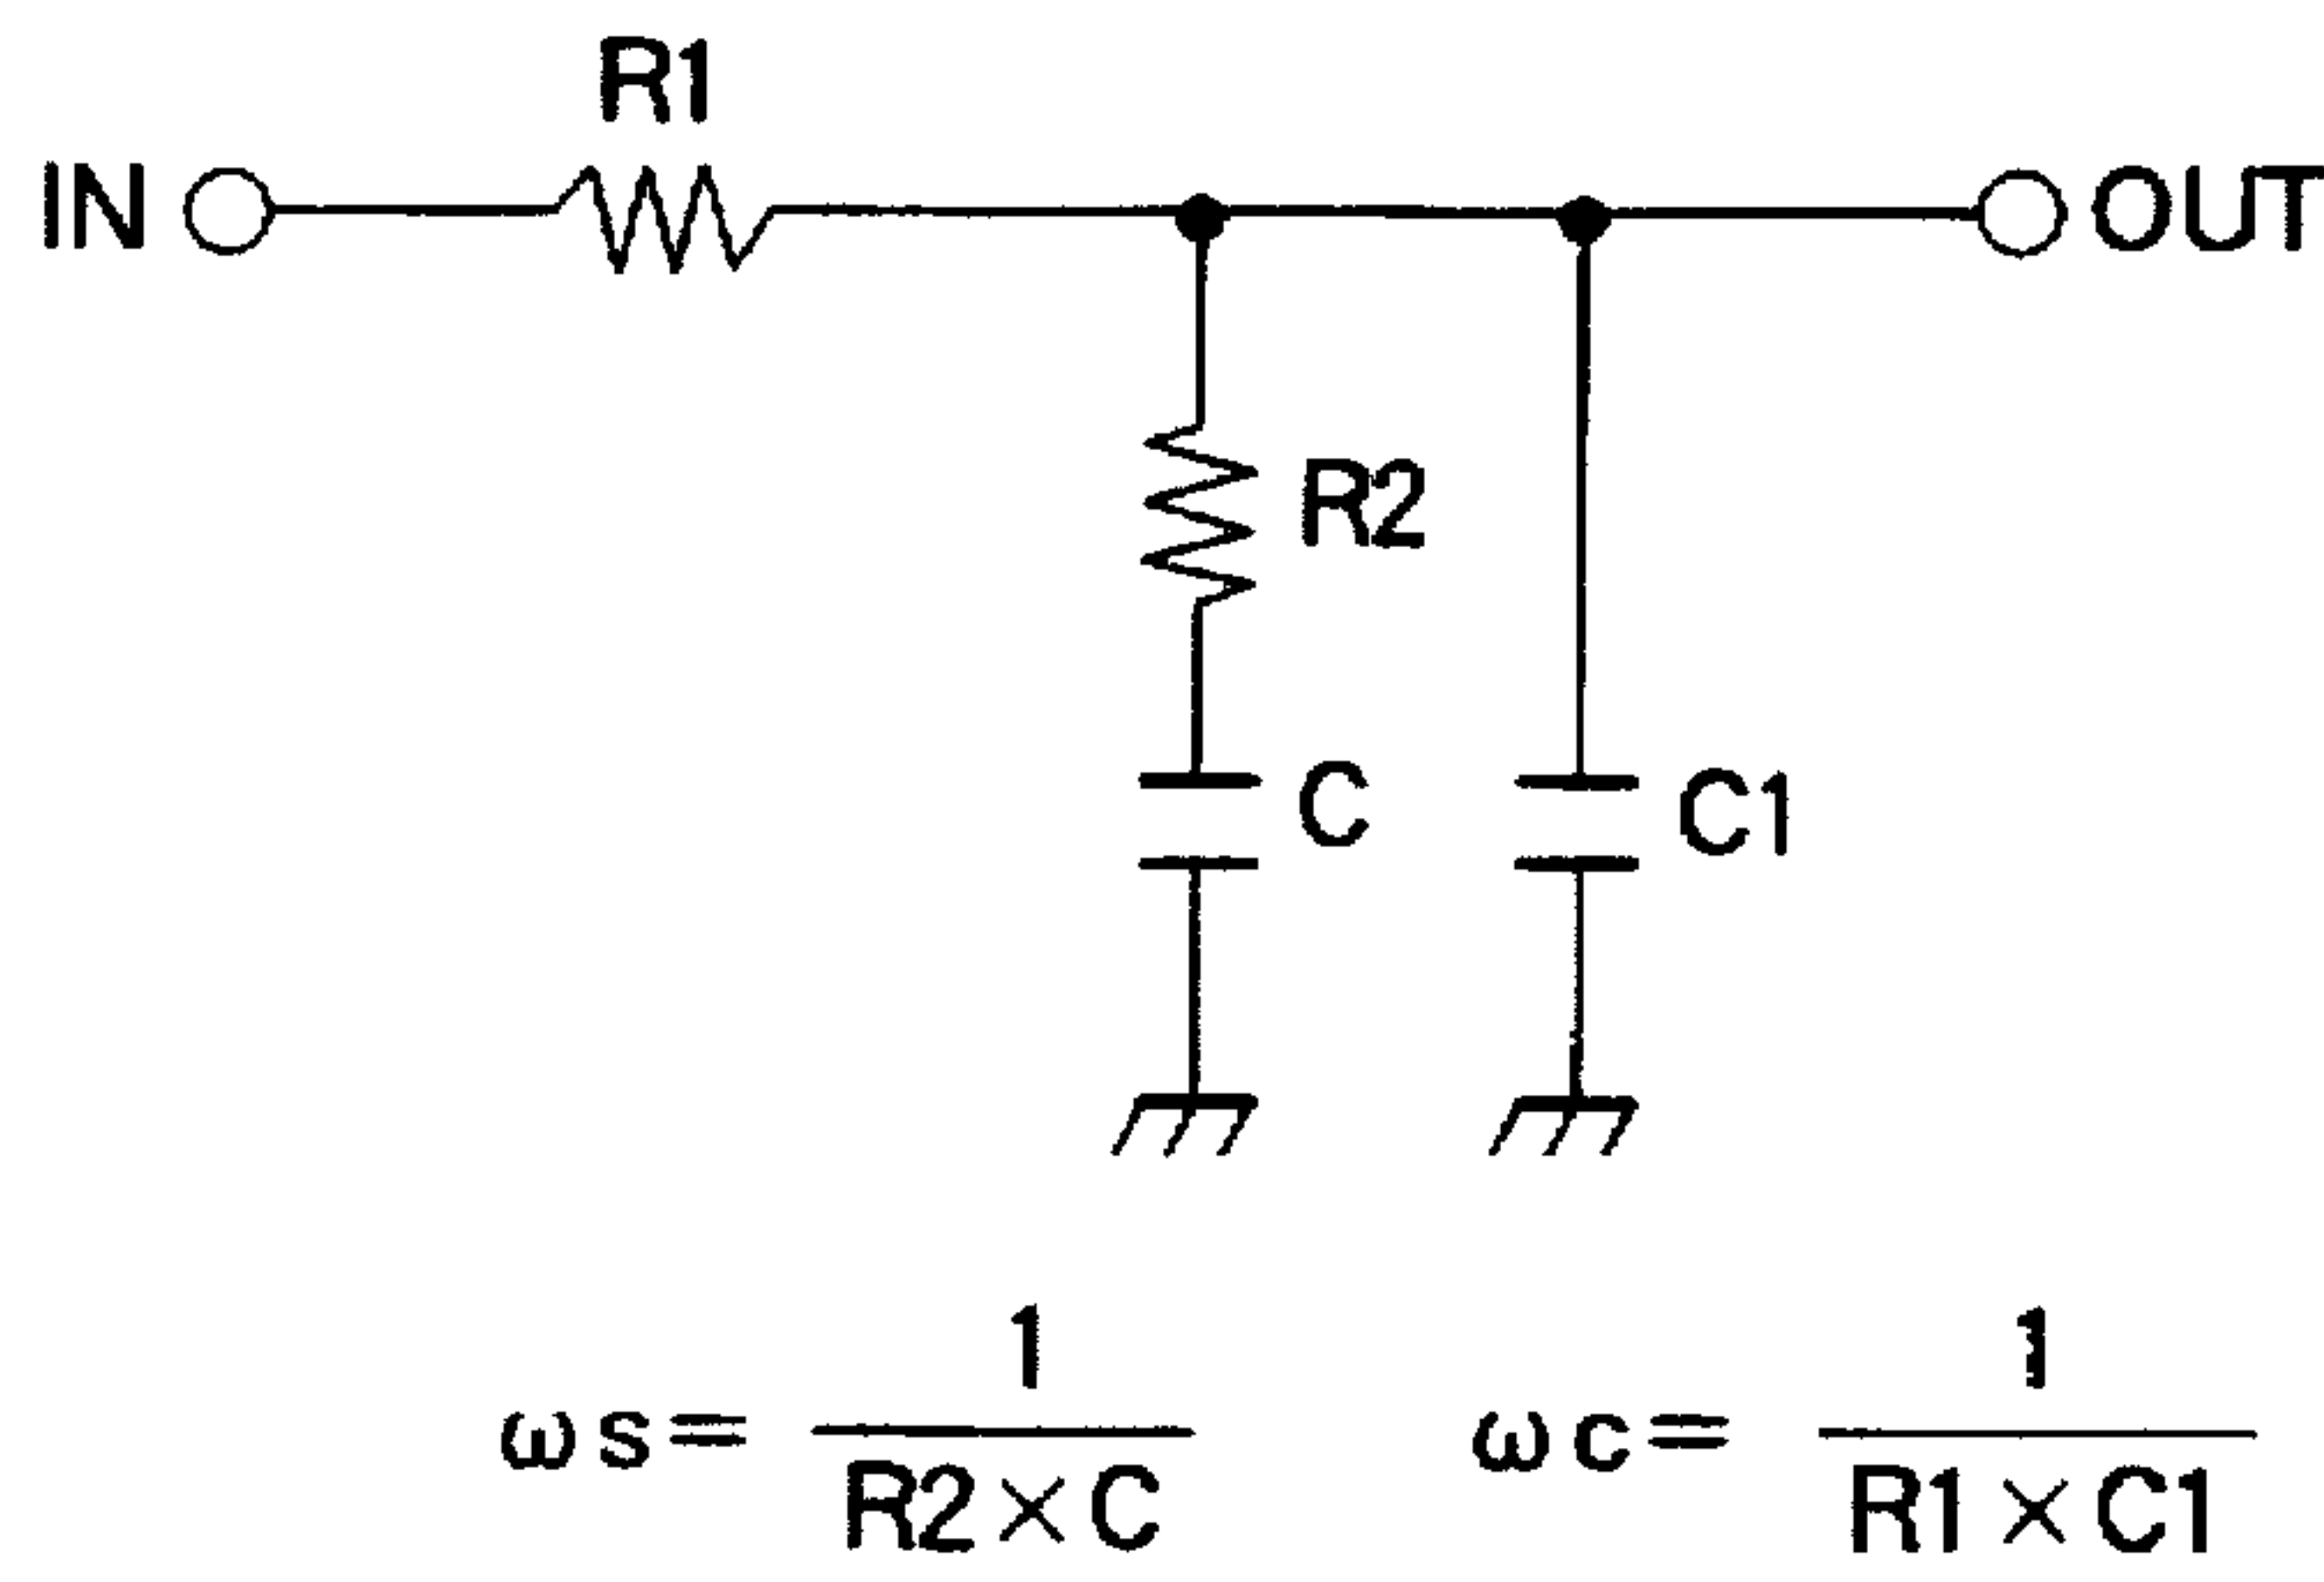 R1
IN OUT
R2
C C1
ωs= 1/R2×C ωc= 1/R1×C1